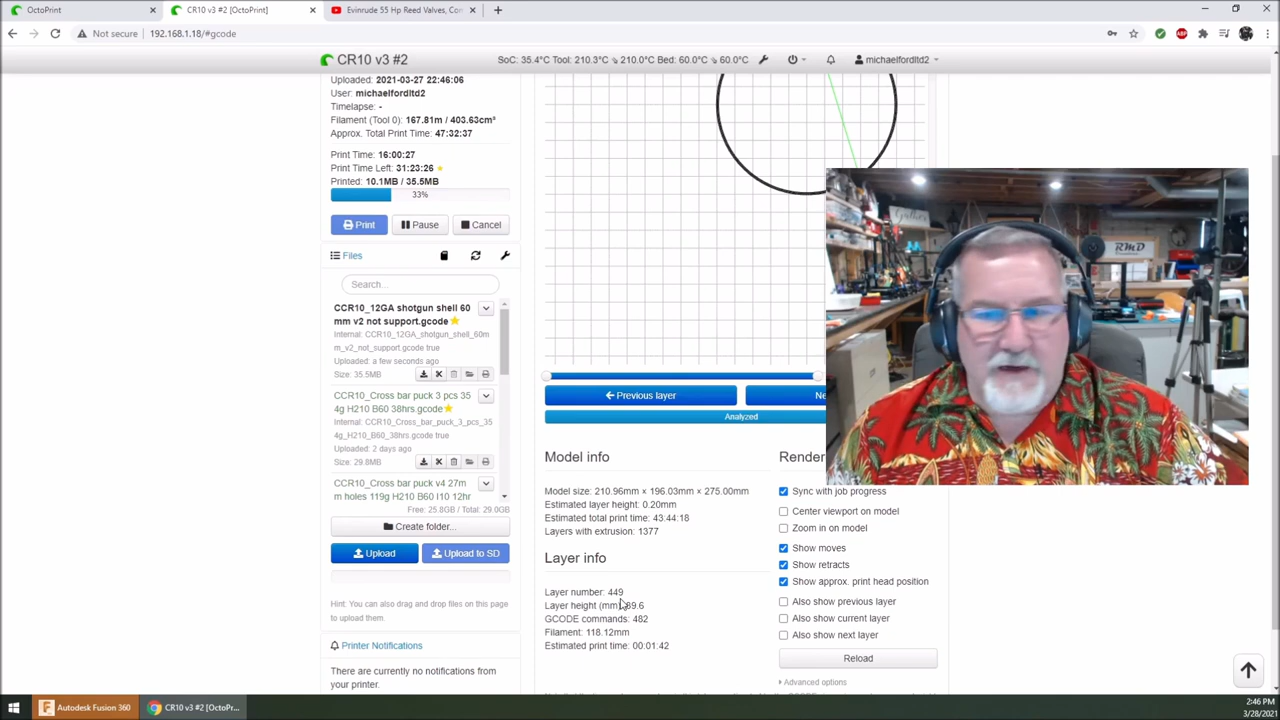 OctoPrint
CR10 v3 #2 [OctoPrint]
Evinrude 55 Hp Reed Valves, Co
Not secure
192.168.1.18/#gcode
CR10 v3 #2
SoC: 35.4°C Tool: 210.3°C 210.0°C Bed: 60.0°C 60.0°C
michaelfordltd2
Uploaded: 2021-03-27 22:46:06
User: michaelfordltd2
Timelapse: -
Filament (Tool 0): 167.81m / 403.63cm³
Approx. Total Print Time: 47:32:37
Print Time: 16:00:27
Print Time Left: 31:23:26
Printed: 10.1MB / 35.5MB
33%
Print
Pause
Cancel
Files
Search...
CCR10_12GA shotgun shell 60
mm v2 not support.gcode
Internal: CCR10_12GA_shotgun_shell_60m
m_v2_not_support.gcode true
Uploaded: a few seconds ago
Size: 35.5MB
CCR10_Cross bar puck 3 pcs 35
4g H210 B60 38hrs.gcode
Internal: CCR10_Cross_bar_puck_3_pcs_35
4g_H210_B60_38hrs.gcode true
Uploaded: 2 days ago
Size: 29.8MB
CCR10_Cross bar puck v4 27m
m holes 119g H210 B60 I10 12hr
Free: 25.8GB / Total: 29.0GB
Create folder...
Upload
Upload to SD
Hint: You can also drag and drop files on this page
to upload them.
Printer Notifications
There are currently no notifications from
your printer.
Previous layer
Ne
Analyzed
Model info
Model size: 210.96mm × 196.03mm × 275.00mm
Estimated layer height: 0.20mm
Estimated total print time: 43:44:18
Layers with extrusion: 1377
Layer info
Layer number: 449
Layer height (mm): 89.6
GCODE commands: 482
Filament: 118.12mm
Estimated print time: 00:01:42
Render
Sync with job progress
Center viewport on model
Zoom in on model
Show moves
Show retracts
Show approx. print head position
Also show previous layer
Also show current layer
Also show next layer
Reload
Advanced options
RMD
Autodesk Fusion 360
CR10 v3 #2 [OctoPr...
2:46 PM
3/28/2021